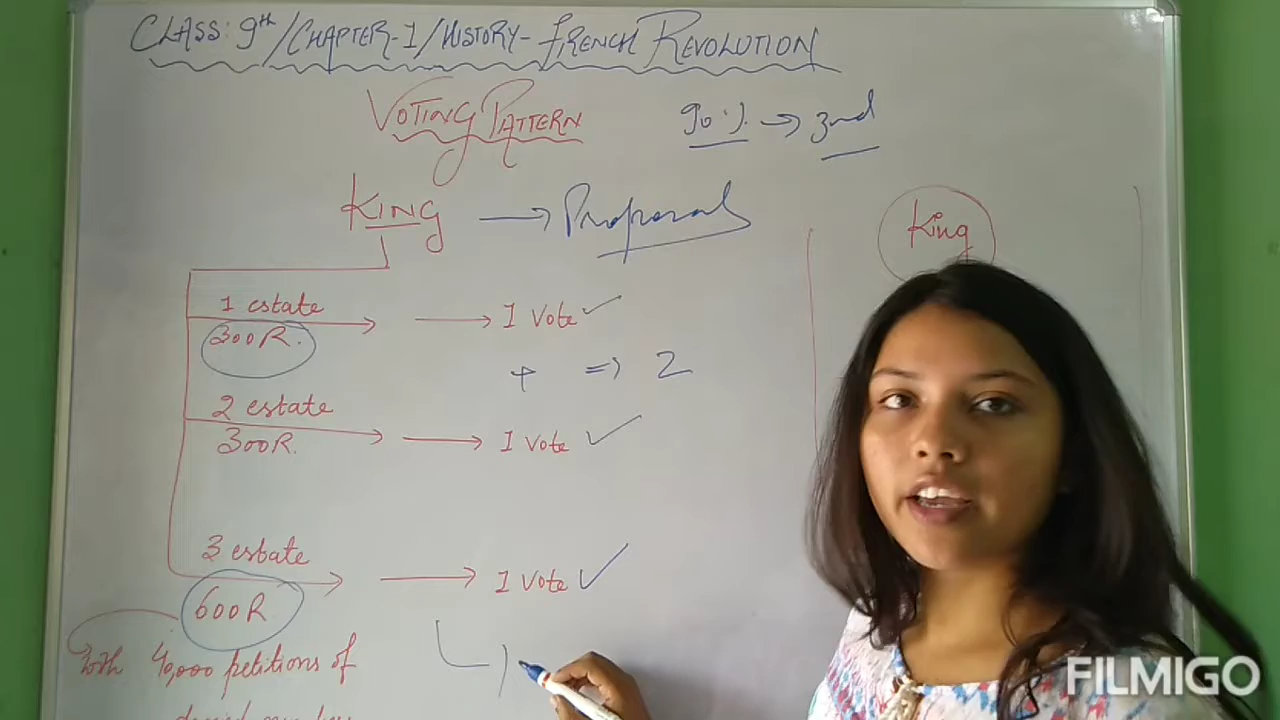 CLASS: 9th/CHAPTER-1/HISTORY- FRENCH REVOLUTION
VOTING PATTERN
90% → 3rd
KING → Proposal
King
1 estate → 1 Vote ✓
300R.
+ => 2
2 estate → 1 Vote ✓
300R.
3 estate → 1 Vote ✓
600R
with 40,000 petitions of
FILMIGO